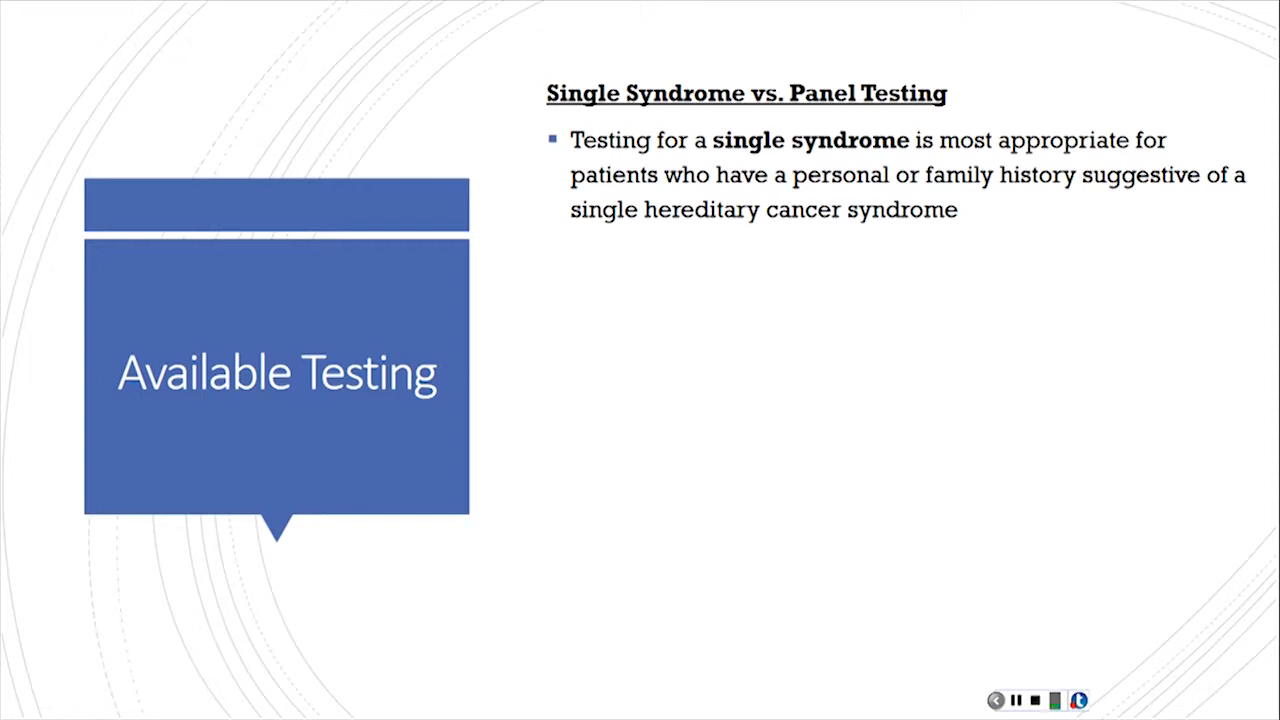 Single Syndrome vs. Panel Testing
Testing for a single syndrome is most appropriate for
patients who have a personal or family history suggestive of a
single hereditary cancer syndrome
Available Testing